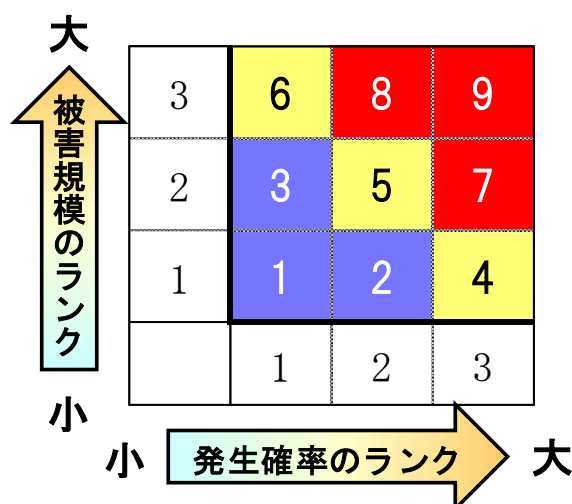 大
被害規模のランク
小
3 6 8 9
2 3 5 7
1 1 2 4
1 2 3
小 発生確率のランク 大